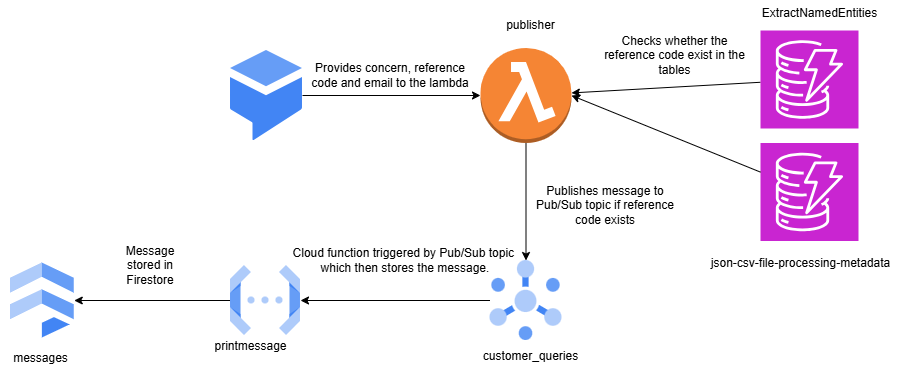 ExtractNamedEntities
publisher
Checks whether the
reference code exist in the
tables
Provides concern, reference
code and email to the lambda
Publishes message to
Pub/Sub topic if reference
code exists
json-csv-file-processing-metadata
Message
stored in
Firestore
Cloud function triggered by Pub/Sub topic
which then stores the message.
printmessage
messages
customer_queries